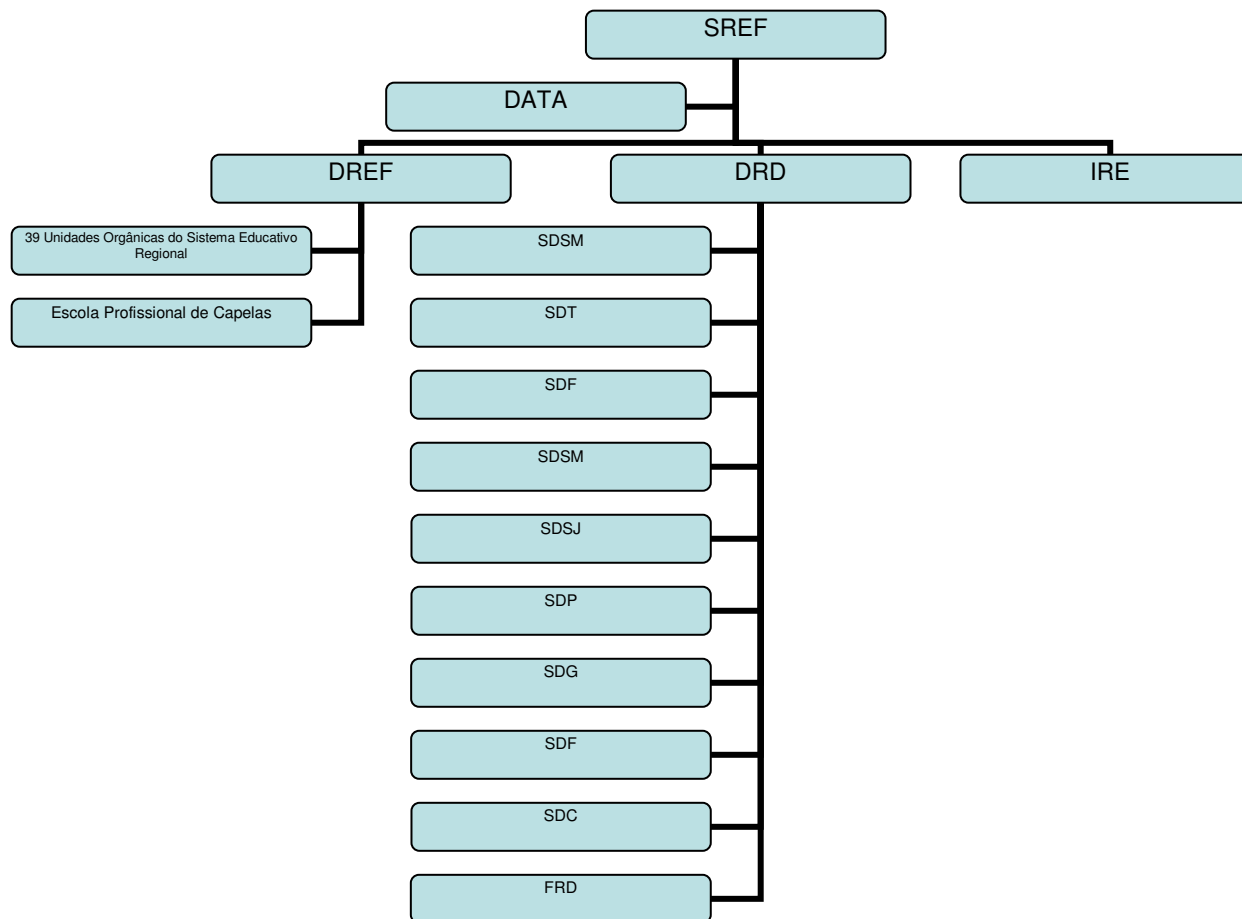 SREF
DATA
DREF
DRD
IRE
39 Unidades Orgânicas do Sistema Educativo
Regional
Escola Profissional de Capelas
SDSM
SDT
SDF
SDSM
SDSJ
SDP
SDG
SDF
SDC
FRD